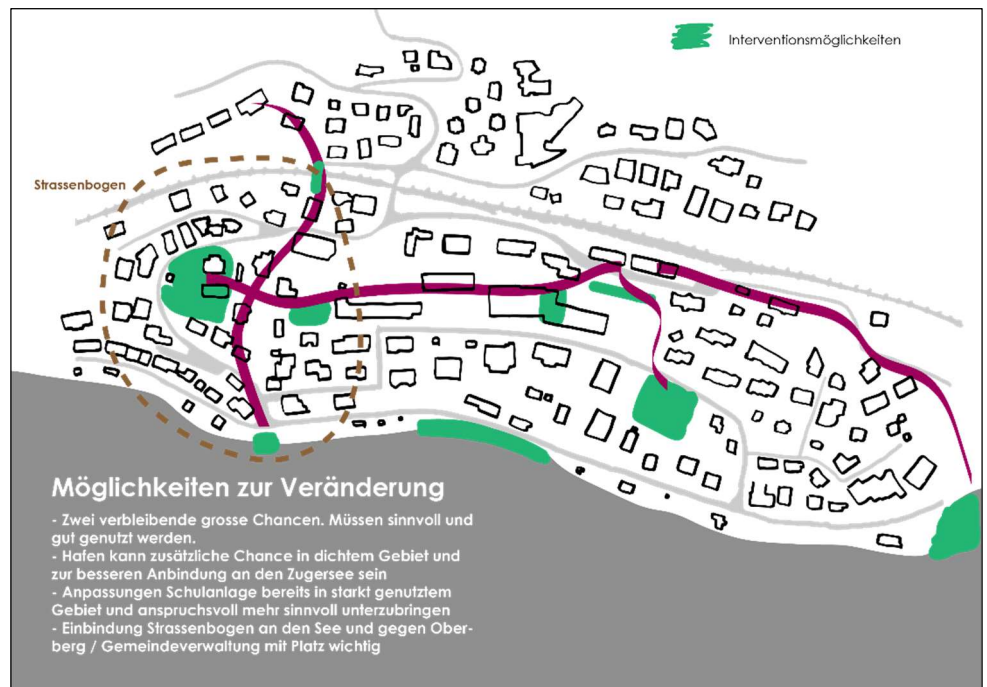 Interventionsmöglichkeiten
Strassenbogen
Möglichkeiten zur Veränderung
- Zwei verbleibende grosse Chancen. Müssen sinnvoll und
gut genutzt werden.
- Hafen kann zusätzliche Chance in dichtem Gebiet und
zur besseren Anbindung an den Zugersee sein
- Anpassungen Schulanlage bereits in starkt genutztem
Gebiet und anspruchsvoll mehr sinnvoll unterzubringen
- Einbindung Strassenbogen an den See und gegen Ober-
berg / Gemeindeverwaltung mit Platz wichtig